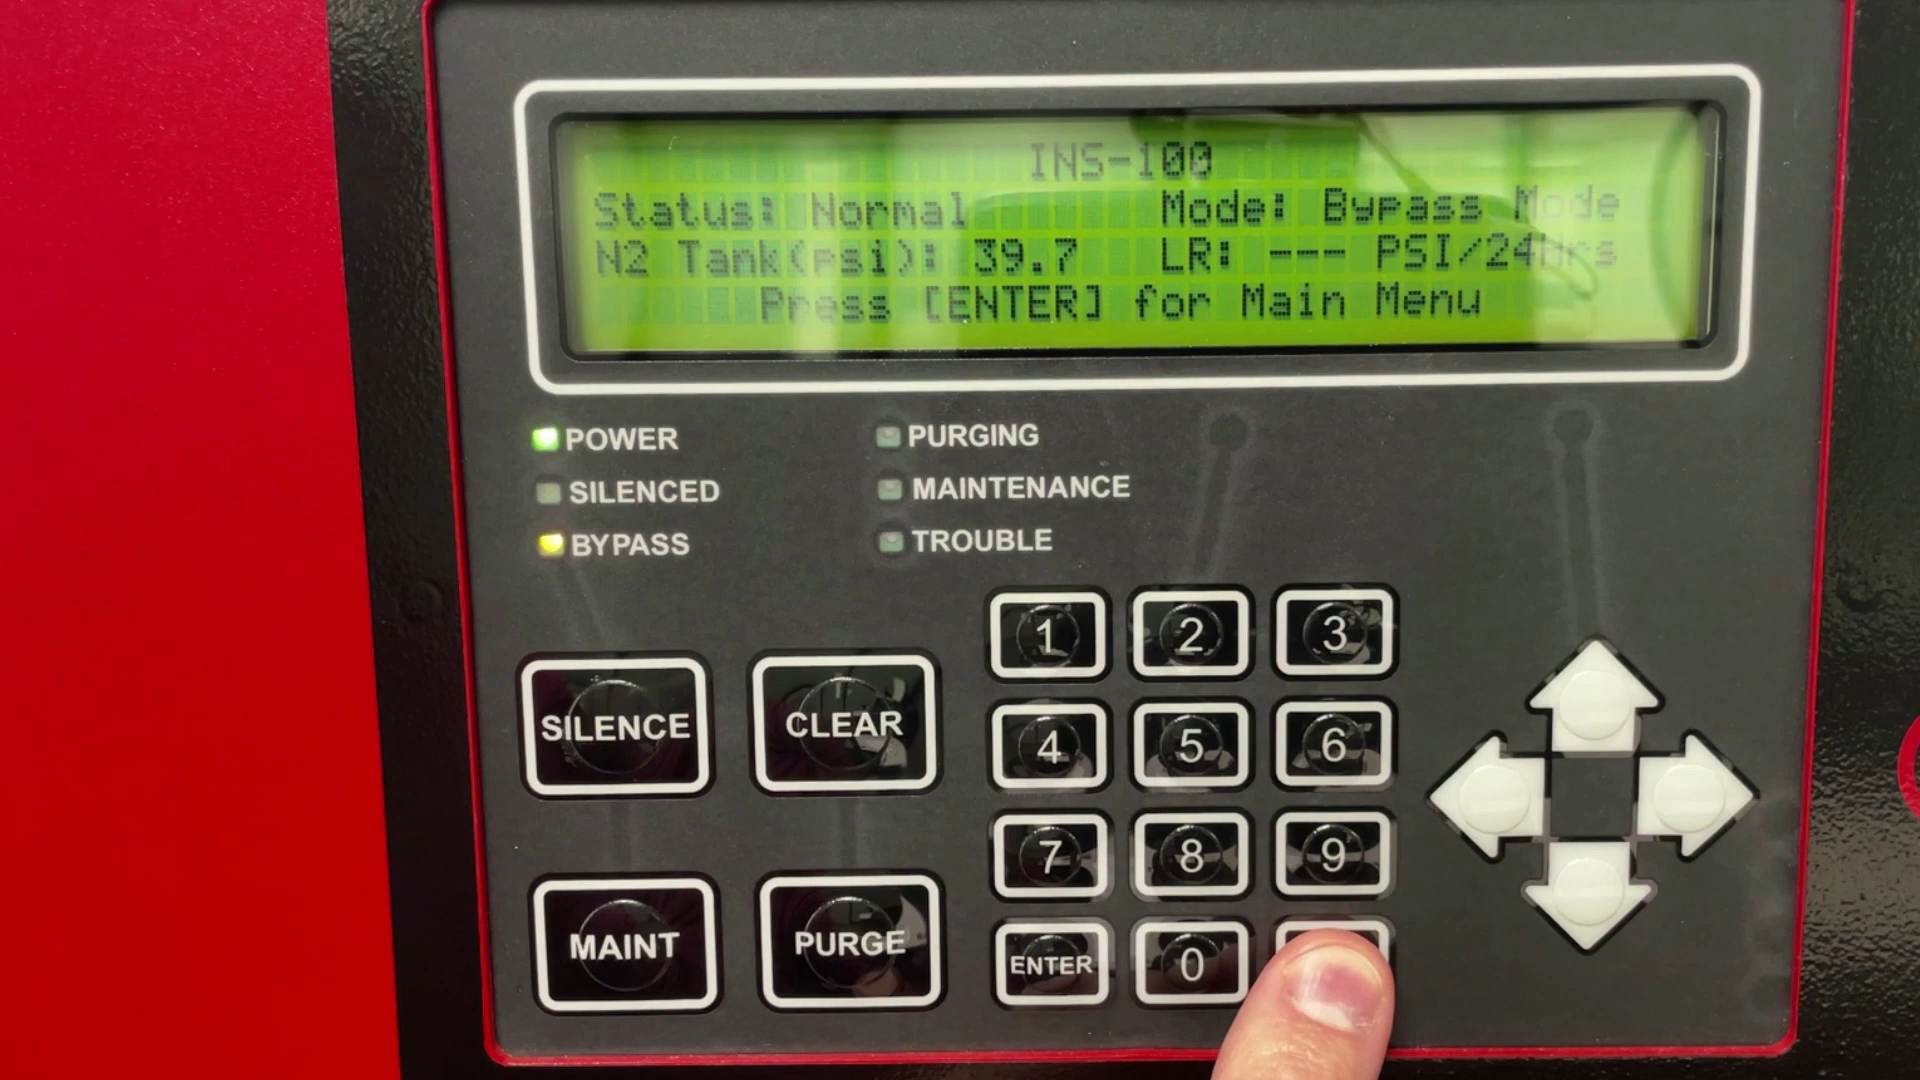 INS-100
Status: Normal Mode: Bypass Mode
N2 Tank(psi): 39.7 LR: --- PSI/24Hrs
Press [ENTER] for Main Menu
POWER PURGING
SILENCED MAINTENANCE
BYPASS TROUBLE
1 2 3
SILENCE CLEAR
4 5 6
7 8 9
MAINT PURGE
ENTER 0